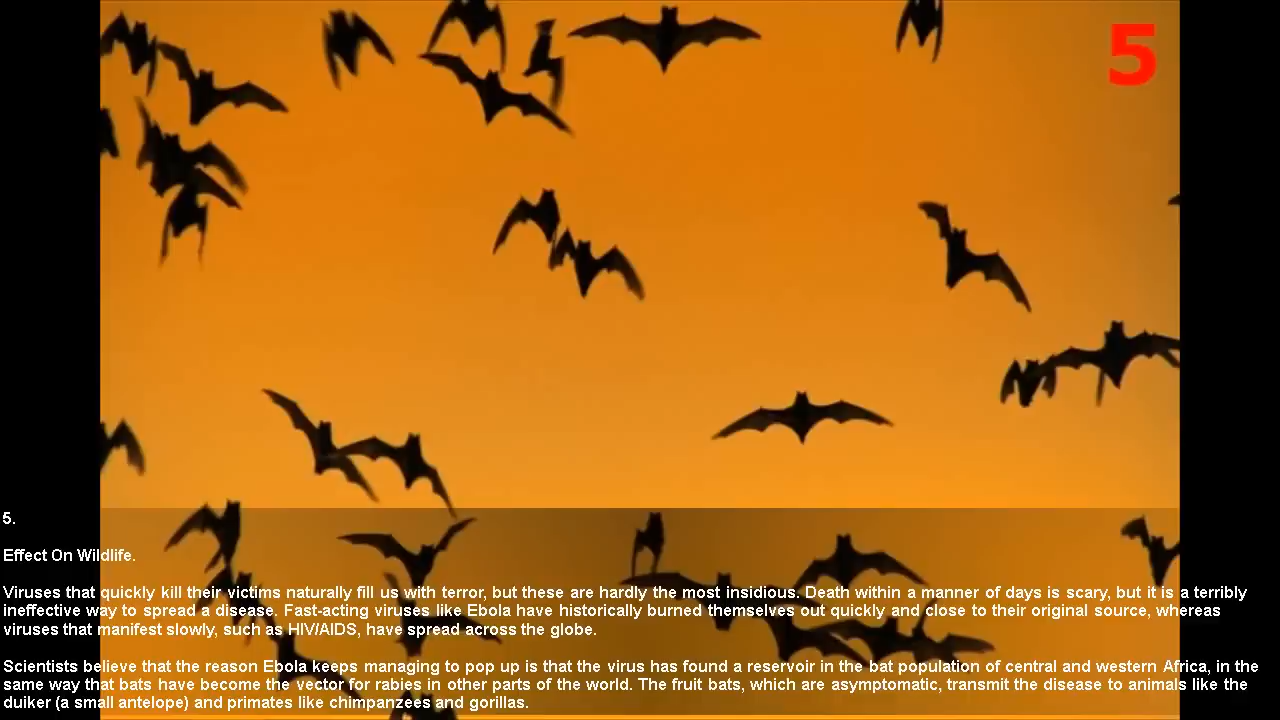 5
5.
Effect On Wildlife.
Viruses that quickly kill their victims naturally fill us with terror, but these are hardly the most insidious. Death within a manner of days is scary, but it is a terribly
ineffective way to spread a disease. Fast-acting viruses like Ebola have historically burned themselves out quickly and close to their original source, whereas
viruses that manifest slowly, such as HIV/AIDS, have spread across the globe.
Scientists believe that the reason Ebola keeps managing to pop up is that the virus has found a reservoir in the bat population of central and western Africa, in the
same way that bats have become the vector for rabies in other parts of the world. The fruit bats, which are asymptomatic, transmit the disease to animals like the
duiker (a small antelope) and primates like chimpanzees and gorillas.